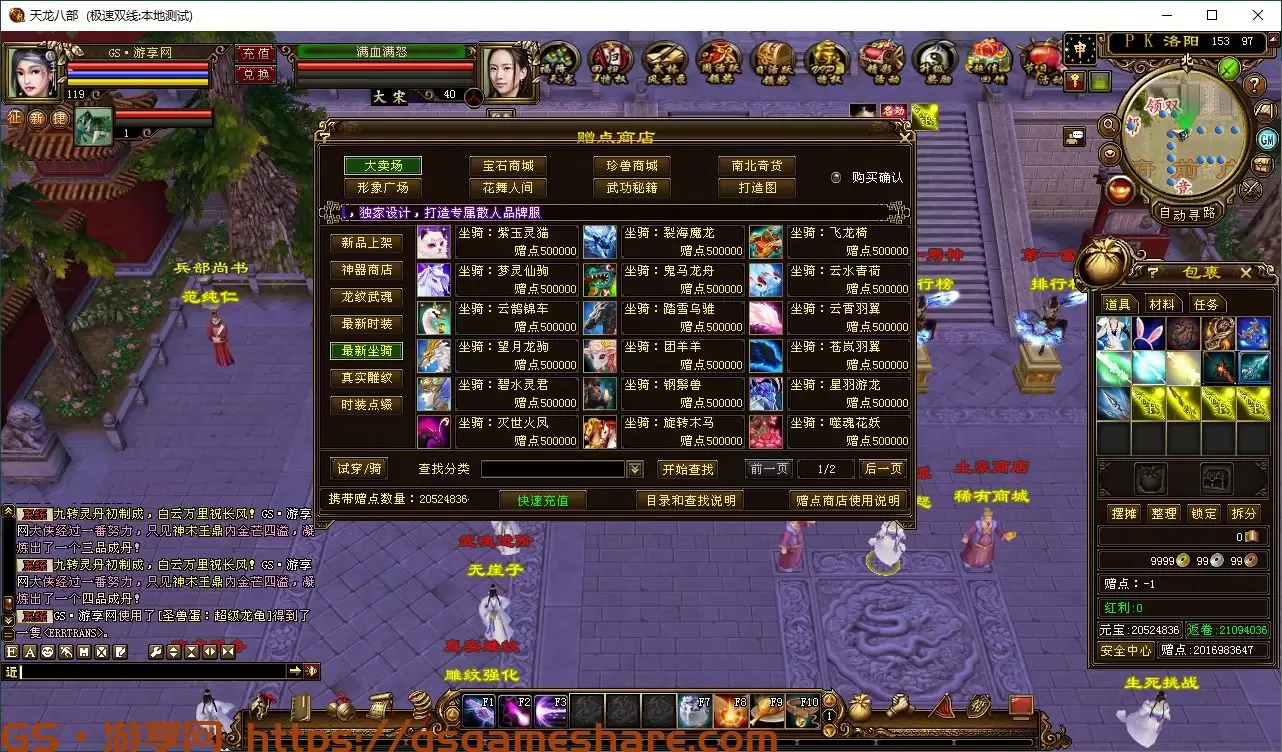 天龙八部 (极速双线:本地测试)
GS·游享网
充值
兑换
119
满血满怒
大宋
40
征 新 捷
1
PK 洛阳 153 97
北
申
GM
自动寻路
赠点商店
大卖场
宝石商城
珍兽商城
南北奇货
购买确认
形象广场
花舞人间
武功秘籍
打造图
，独家设计，打造专属散人品牌服
新品上架
神器商店
龙纹武魂
最新时装
最新坐骑
真实雕纹
时装点缀
坐骑：紫玉灵猫
赠点500000
坐骑：裂海魔龙
赠点500000
坐骑：飞龙椅
赠点500000
坐骑：梦灵仙驹
赠点500000
坐骑：鬼马龙舟
赠点500000
坐骑：云水青荷
赠点500000
坐骑：云鹄锦车
赠点500000
坐骑：踏雪乌骓
赠点500000
坐骑：云霄羽翼
赠点500000
坐骑：望月龙驹
赠点500000
坐骑：团羊羊
赠点500000
坐骑：苍岚羽翼
赠点500000
坐骑：碧水灵君
赠点500000
坐骑：钢鬃兽
赠点500000
坐骑：星羽游龙
赠点500000
坐骑：灭世火凤
赠点500000
坐骑：旋转木马
赠点500000
坐骑：噬魂花妖
赠点500000
试穿/骑
查找分类
开始查找
前一页
1/2
后一页
携带赠点数量：20524836
快速充值
目录和查找说明
赠点商店使用说明
兵部尚书
范纯仁
土豪商店
稀有商城
无崖子
真实雕纹
雕纹强化
生死挑战
包裹
道具
材料
任务
摆摊
整理
锁定
拆分
0
9999 99 99
赠点：-1
红利:0
元宝:20524836
返卷:21094036
安全中心
赠点:2016983647
九转灵丹初制成，白云万里祝长风！GS·游享
网大侠经过一番努力，只见神木王鼎内金芒四溢，凝
炼出了一个三品成丹！
九转灵丹初制成，白云万里祝长风！GS·游享
网大侠经过一番努力，只见神木王鼎内金芒四溢，凝
炼出了一个四品成丹！
GS·游享网使用了[圣兽蛋：超级龙龟]得到了
一隻<ERRTRANS>。
近
F1 F2 F3 F7 F8 F9 F10
1
GS·游享网 https://dsgameshare.com